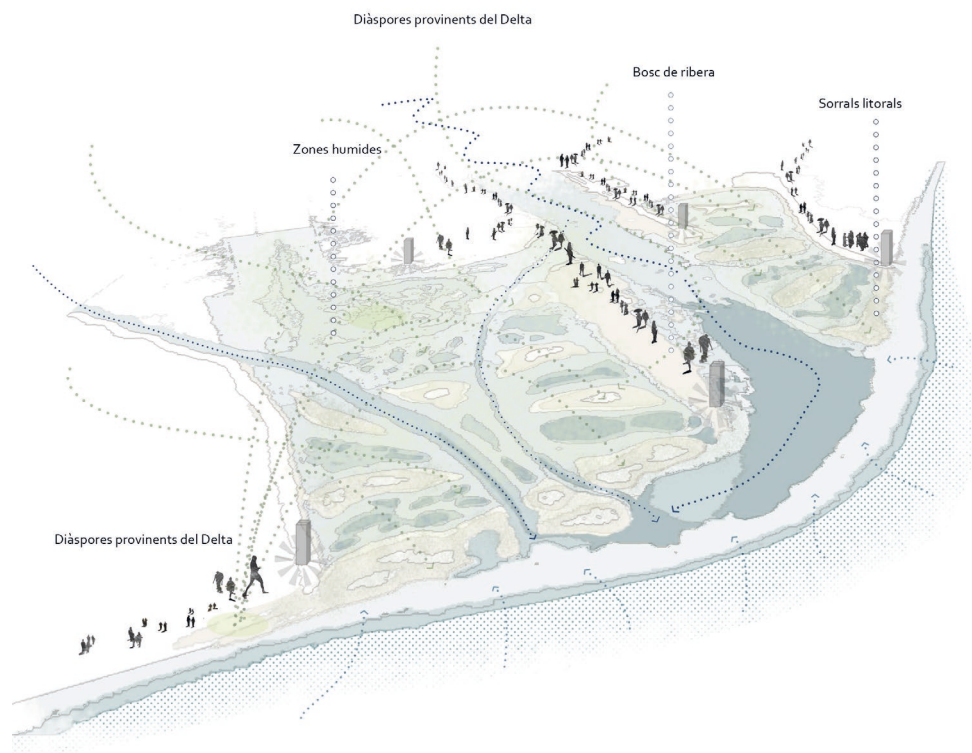 Diàspores provinents del Delta
Bosc de ribera
Sorrals litorals
Zones humides
Diàspores provinents del Delta